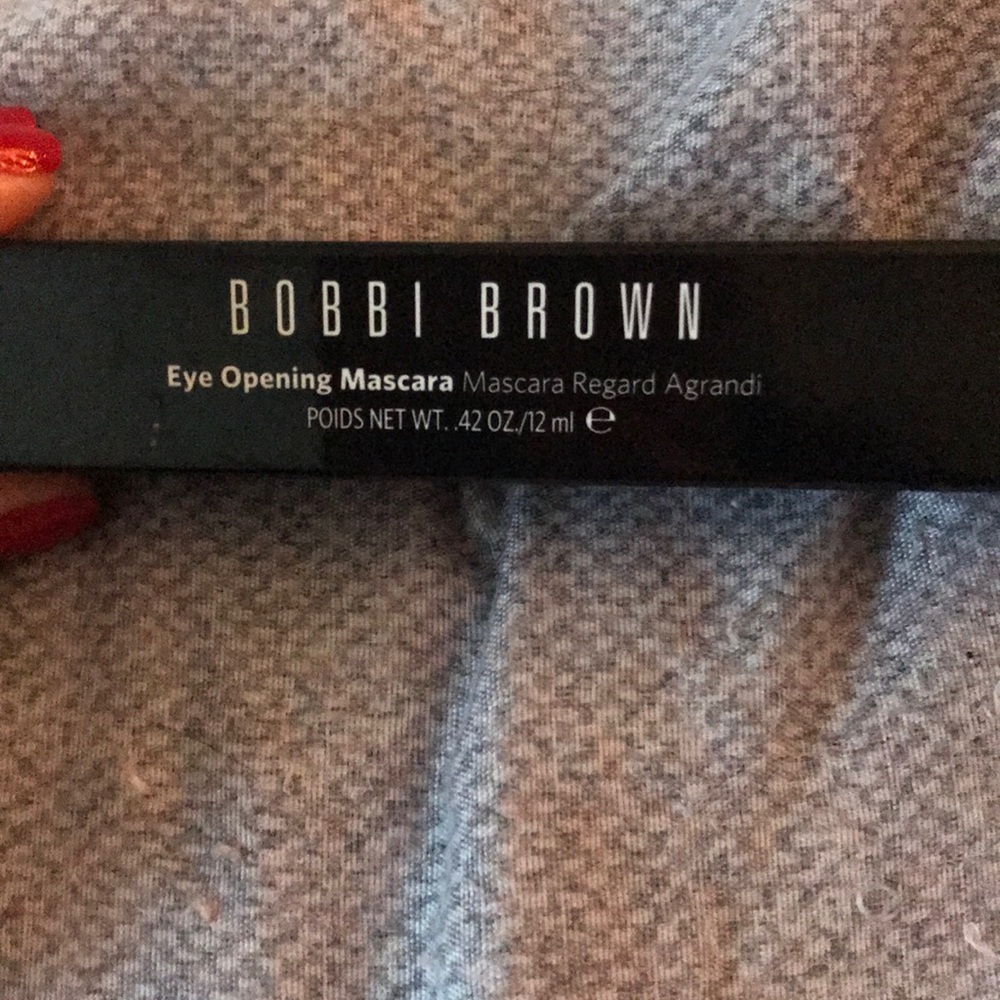 BOBBI BROWN
Eye Opening Mascara Mascara Regard Agrandi
POIDS NET WT. .42 OZ./12 ml ℮